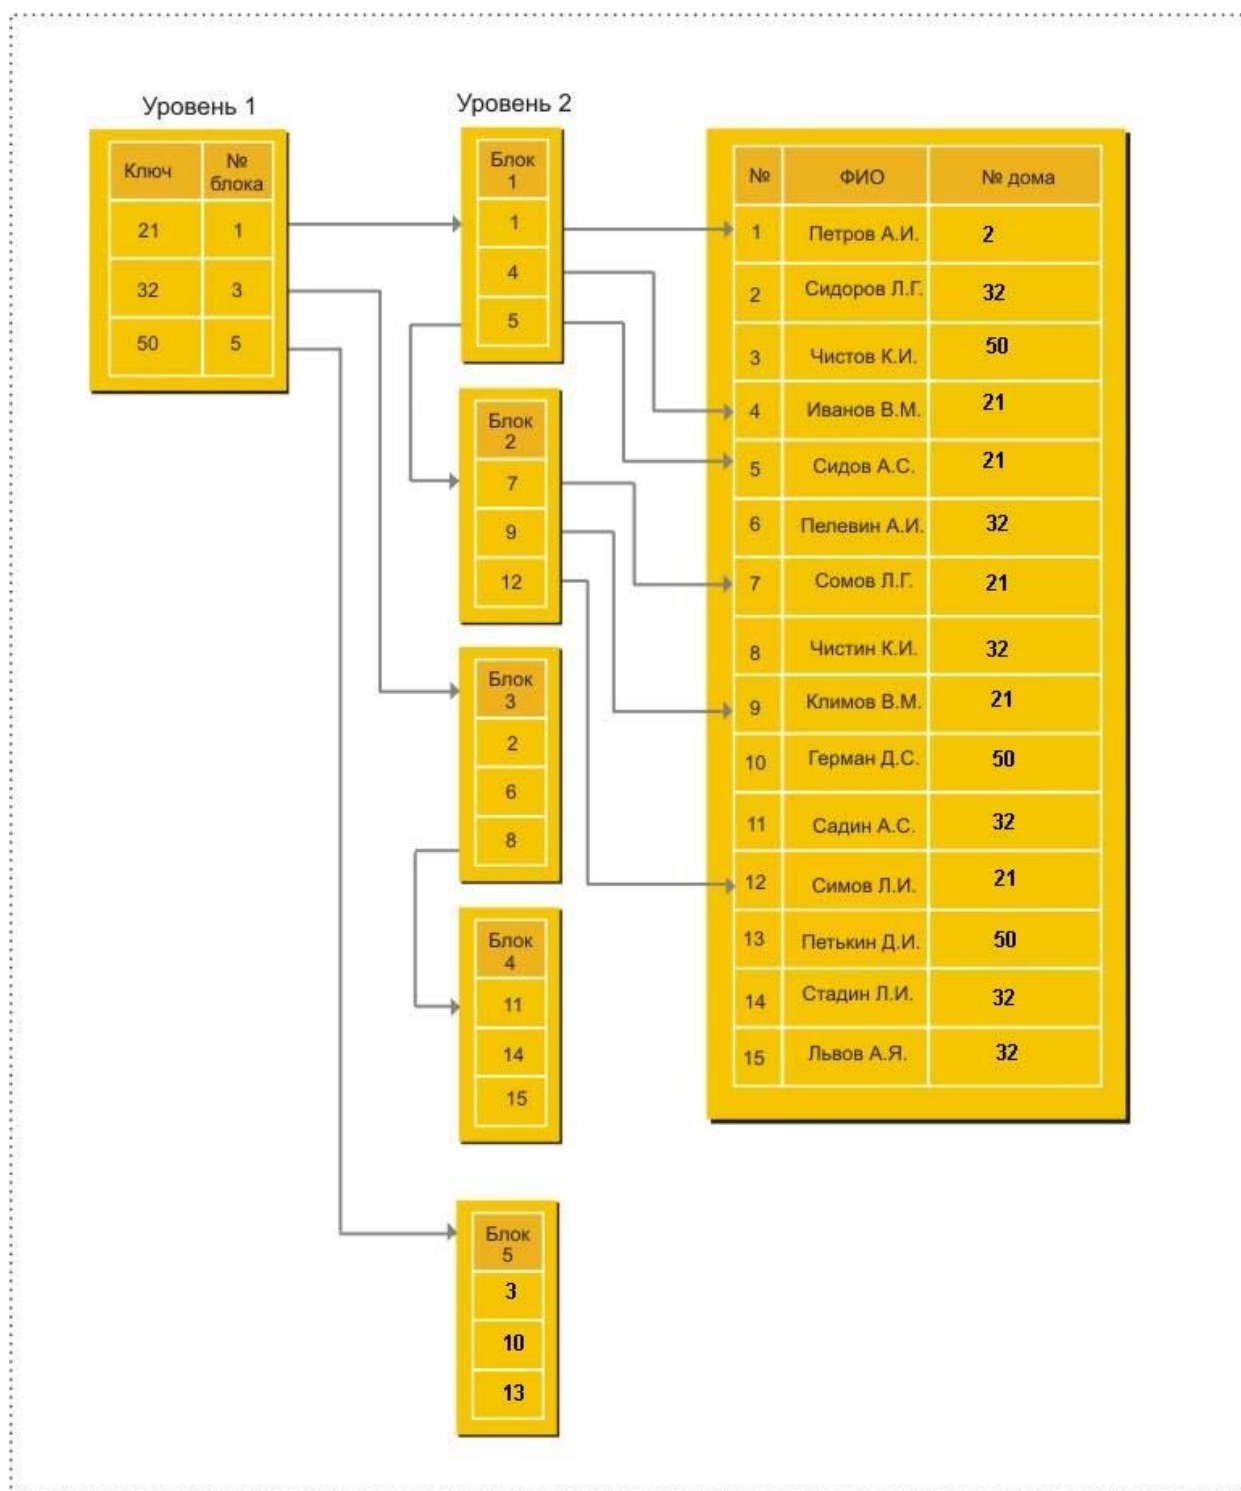 Уровень 1
Ключ № блока
21 1
32 3
50 5
Уровень 2
Блок 1
1
4
5
Блок 2
7
9
12
Блок 3
2
6
8
Блок 4
11
14
15
Блок 5
3
10
13
№ ФИО № дома
1 Петров А.И. 2
2 Сидоров Л.Г. 32
3 Чистов К.И. 50
4 Иванов В.М. 21
5 Сидов А.С. 21
6 Пелевин А.И. 32
7 Сомов Л.Г. 21
8 Чистин К.И. 32
9 Климов В.М. 21
10 Герман Д.С. 50
11 Садин А.С. 32
12 Симов Л.И. 21
13 Петькин Д.И. 50
14 Стадин Л.И. 32
15 Львов А.Я. 32